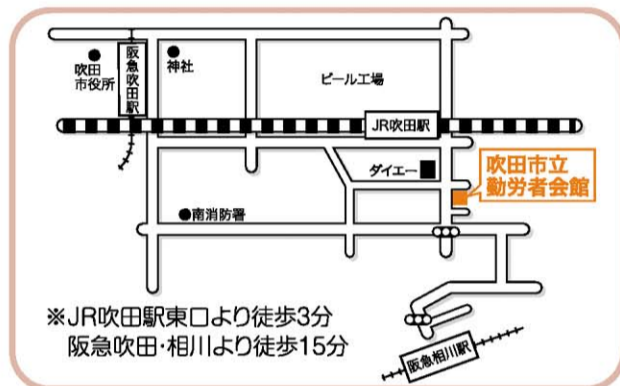 吹田
市役所
阪急吹田駅
神社
ビール工場
JR吹田駅
ダイエー
吹田市立
勤労者会館
南消防署
※JR吹田駅東口より徒歩3分
阪急吹田・相川より徒歩15分
阪急相川駅